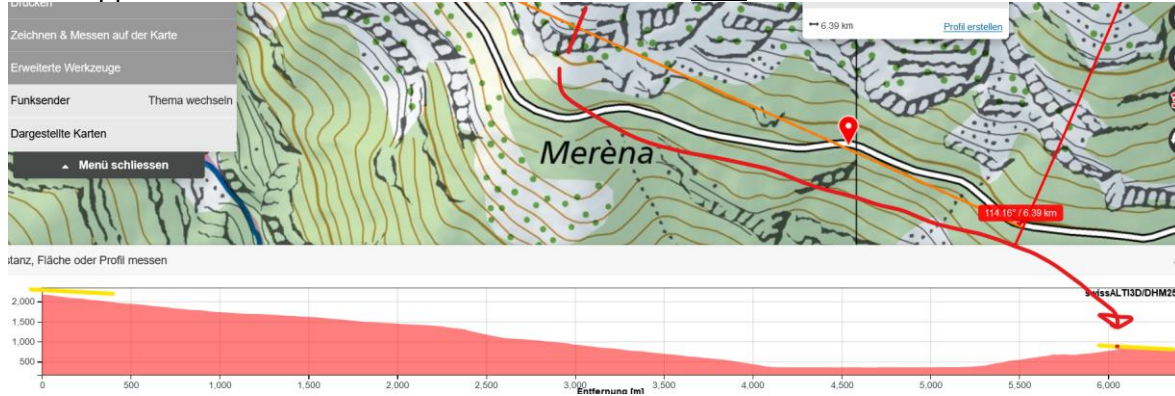 Drucken
Zeichnen & Messen auf der Karte
Erweiterte Werkzeuge
Funksender Thema wechseln
Dargestellte Karten
Menü schliessen
6.39 km Profil erstellen
Merèna
114.16° / 6.39 km
stanz, Fläche oder Profil messen
swissALTI3D/DHM25
2,000
1,500
1,000
500
0 500 1,000 1,500 2,000 2,500 3,000 3,500 4,000 4,500 5,000 5,500 6,000
Entfernung [m]